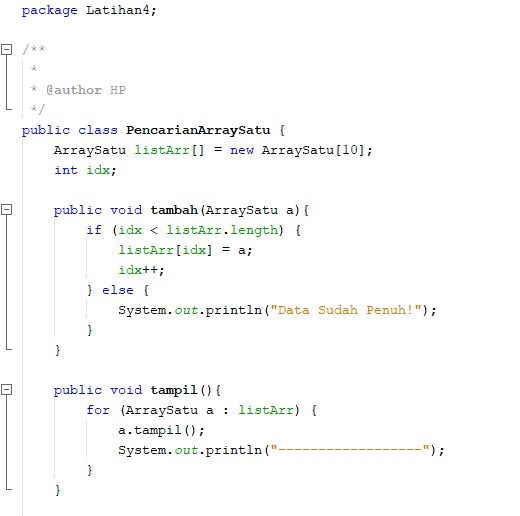 package Latihan4;
/**
 *
 * @author HP
 */
public class PencarianArraySatu {
    ArraySatu listArr[] = new ArraySatu[10];
    int idx;
    public void tambah(ArraySatu a){
        if (idx < listArr.length) {
            listArr[idx] = a;
            idx++;
        } else {
            System.out.println("Data Sudah Penuh!");
        }
    }
    public void tampil(){
        for (ArraySatu a : listArr) {
            a.tampil();
            System.out.println("------------------");
        }
    }